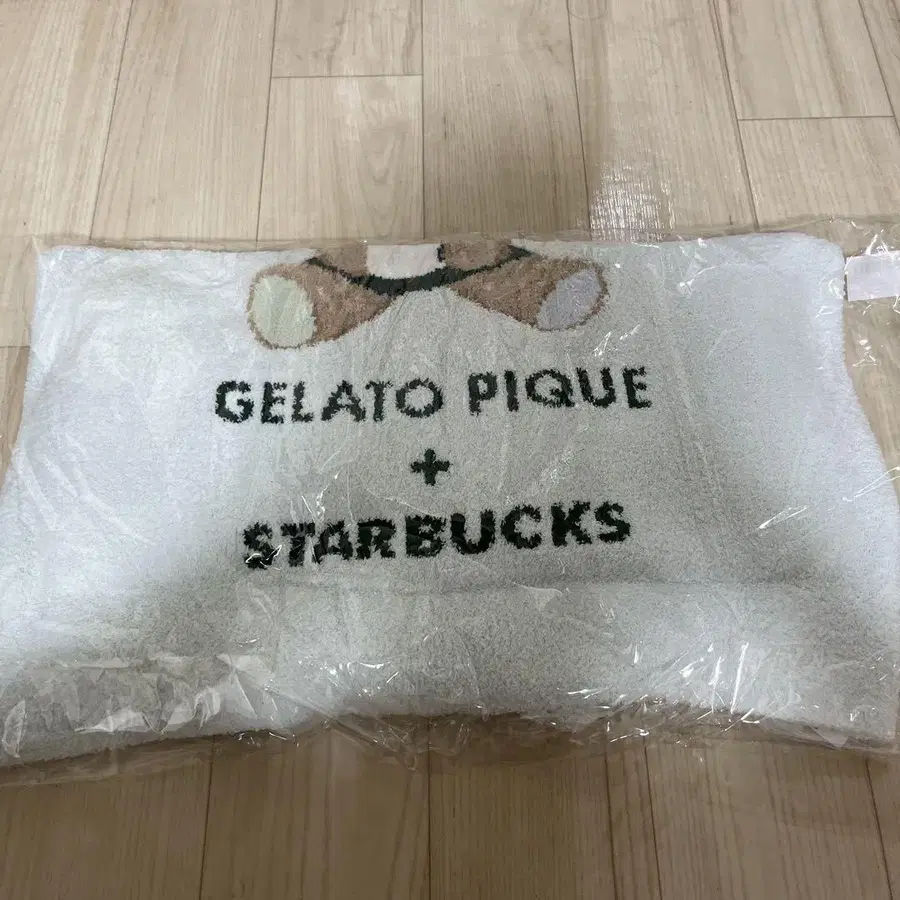 GELATO PIQUE
+
STARBUCKS